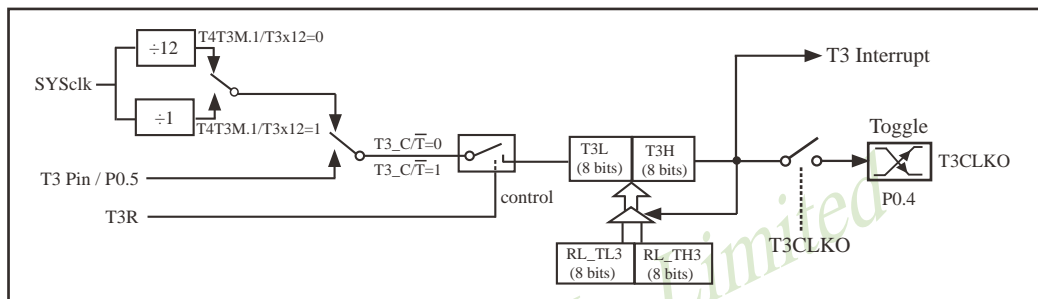 ÷12
T4T3M.1/T3x12=0
SYSclk
÷1
T4T3M.1/T3x12=1
T3_C/T̅=0
T3_C/T̅=1
T3 Pin / P0.5
T3R
control
T3L
(8 bits)
T3H
(8 bits)
RL_TL3
(8 bits)
RL_TH3
(8 bits)
T3 Interrupt
Toggle
T3CLKO
P0.4
T3CLKO
Limited